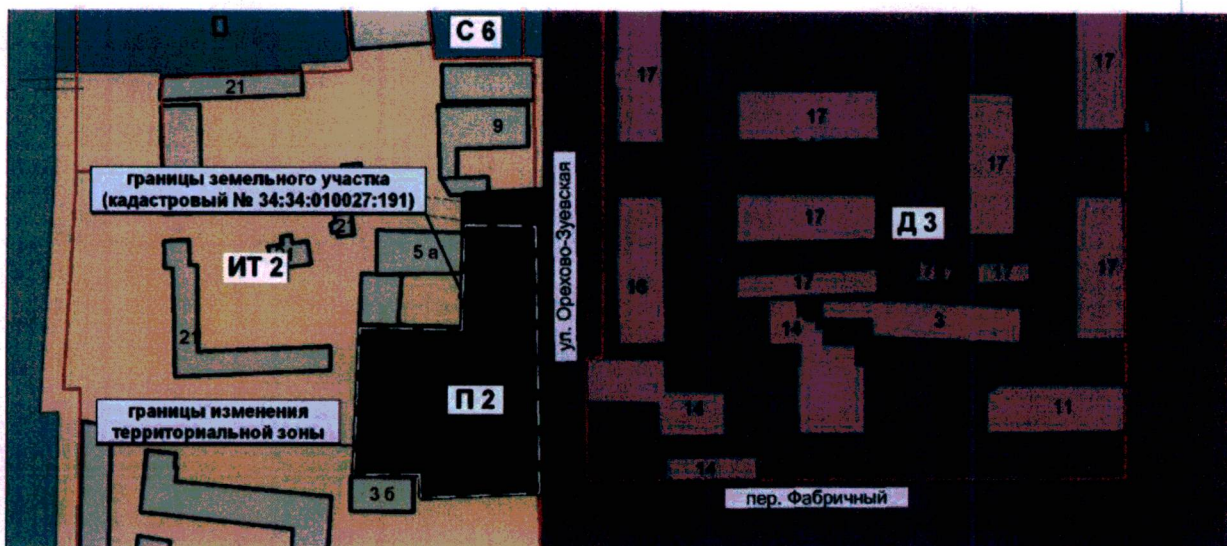 С 6
21
17
17
17
9
17
границы земельного участка
(кадастровый № 34:34:010027:191)
ул. Орехово-Зуевская
21
17
Д 3
ИТ 2
5 а
17
16
17
21
14
3
П 2
границы изменения
территориальной зоны
14
11
14
3 б
пер. Фабричный